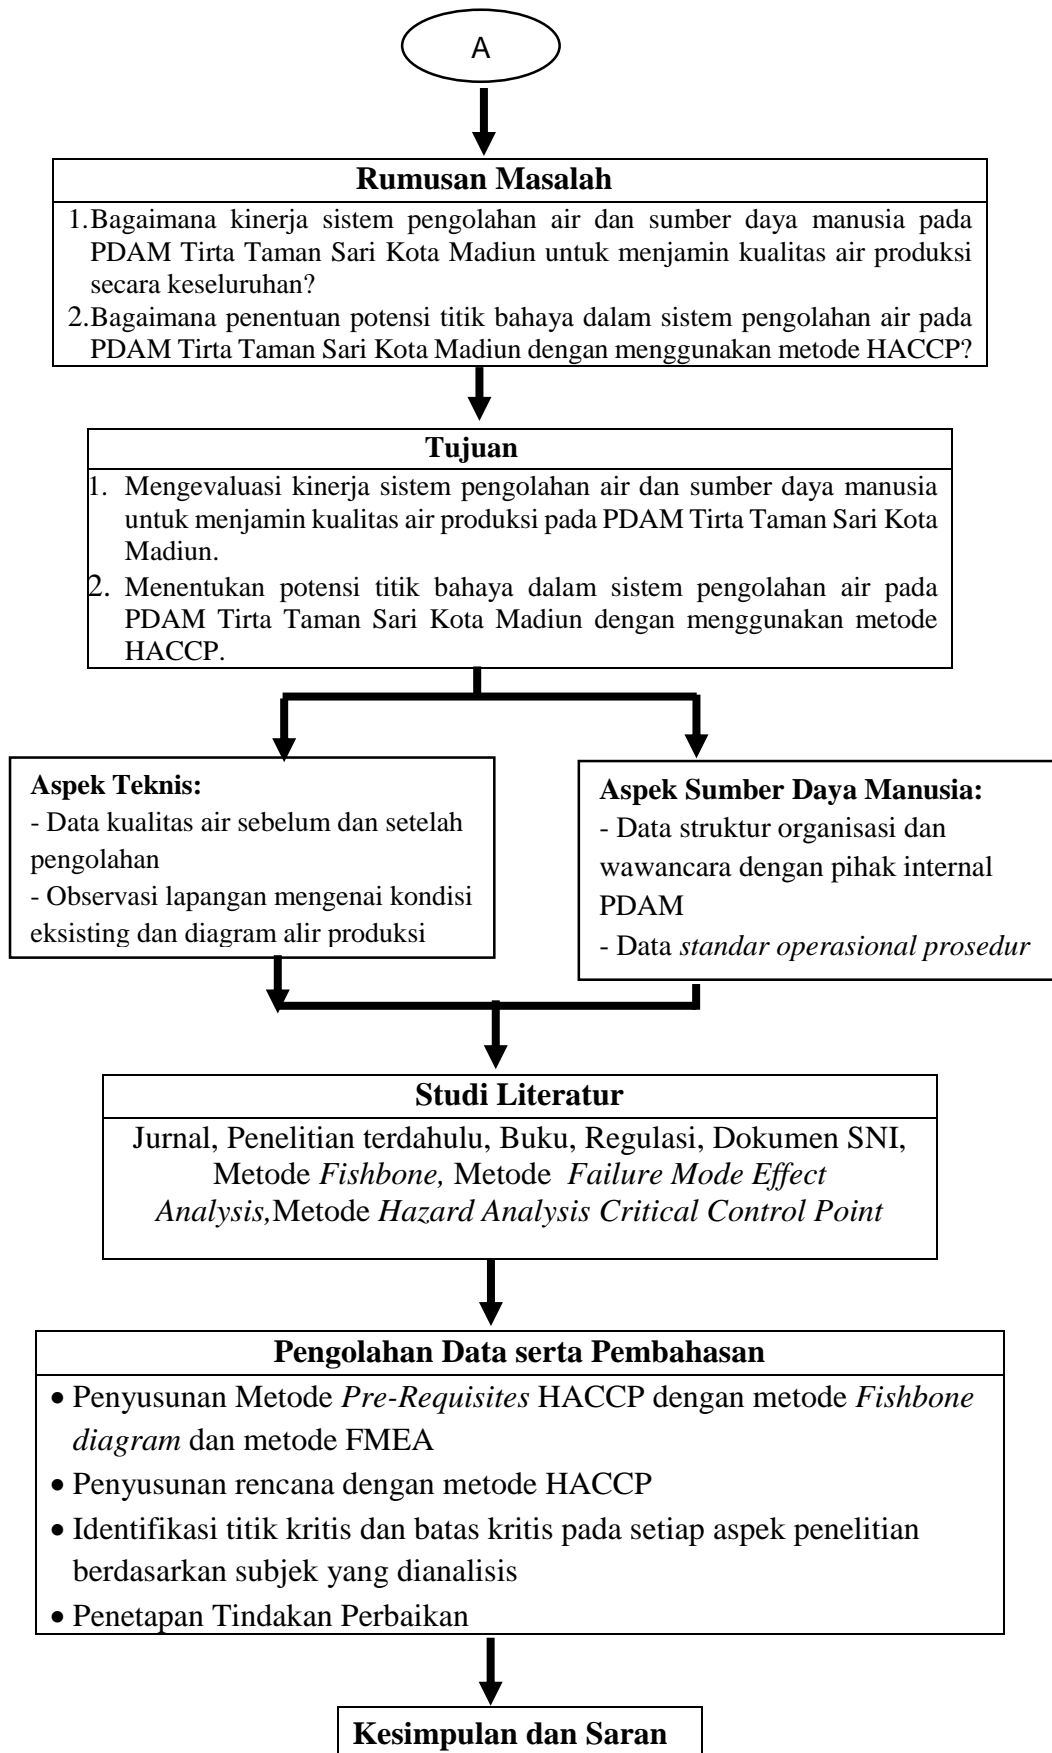 A
Rumusan Masalah
1.Bagaimana kinerja sistem pengolahan air dan sumber daya manusia pada
PDAM Tirta Taman Sari Kota Madiun untuk menjamin kualitas air produksi
secara keseluruhan?
2.Bagaimana penentuan potensi titik bahaya dalam sistem pengolahan air pada
PDAM Tirta Taman Sari Kota Madiun dengan menggunakan metode HACCP?
Tujuan
1. Mengevaluasi kinerja sistem pengolahan air dan sumber daya manusia
untuk menjamin kualitas air produksi pada PDAM Tirta Taman Sari Kota
Madiun.
2. Menentukan potensi titik bahaya dalam sistem pengolahan air pada
PDAM Tirta Taman Sari Kota Madiun dengan menggunakan metode
HACCP.
Aspek Teknis:
- Data kualitas air sebelum dan setelah
pengolahan
- Observasi lapangan mengenai kondisi
eksisting dan diagram alir produksi
Aspek Sumber Daya Manusia:
- Data struktur organisasi dan
wawancara dengan pihak internal
PDAM
- Data standar operasional prosedur
Studi Literatur
Jurnal, Penelitian terdahulu, Buku, Regulasi, Dokumen SNI,
Metode Fishbone, Metode Failure Mode Effect
Analysis,Metode Hazard Analysis Critical Control Point
Pengolahan Data serta Pembahasan
• Penyusunan Metode Pre-Requisites HACCP dengan metode Fishbone
diagram dan metode FMEA
• Penyusunan rencana dengan metode HACCP
• Identifikasi titik kritis dan batas kritis pada setiap aspek penelitian
berdasarkan subjek yang dianalisis
• Penetapan Tindakan Perbaikan
Kesimpulan dan Saran